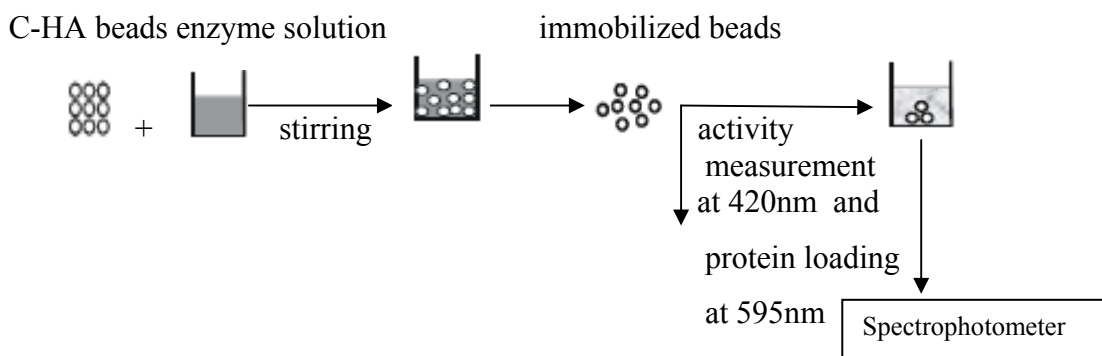 C-HA beads enzyme solution
immobilized beads
+
stirring
activity
measurement
at 420nm and
protein loading
at 595nm
Spectrophotometer